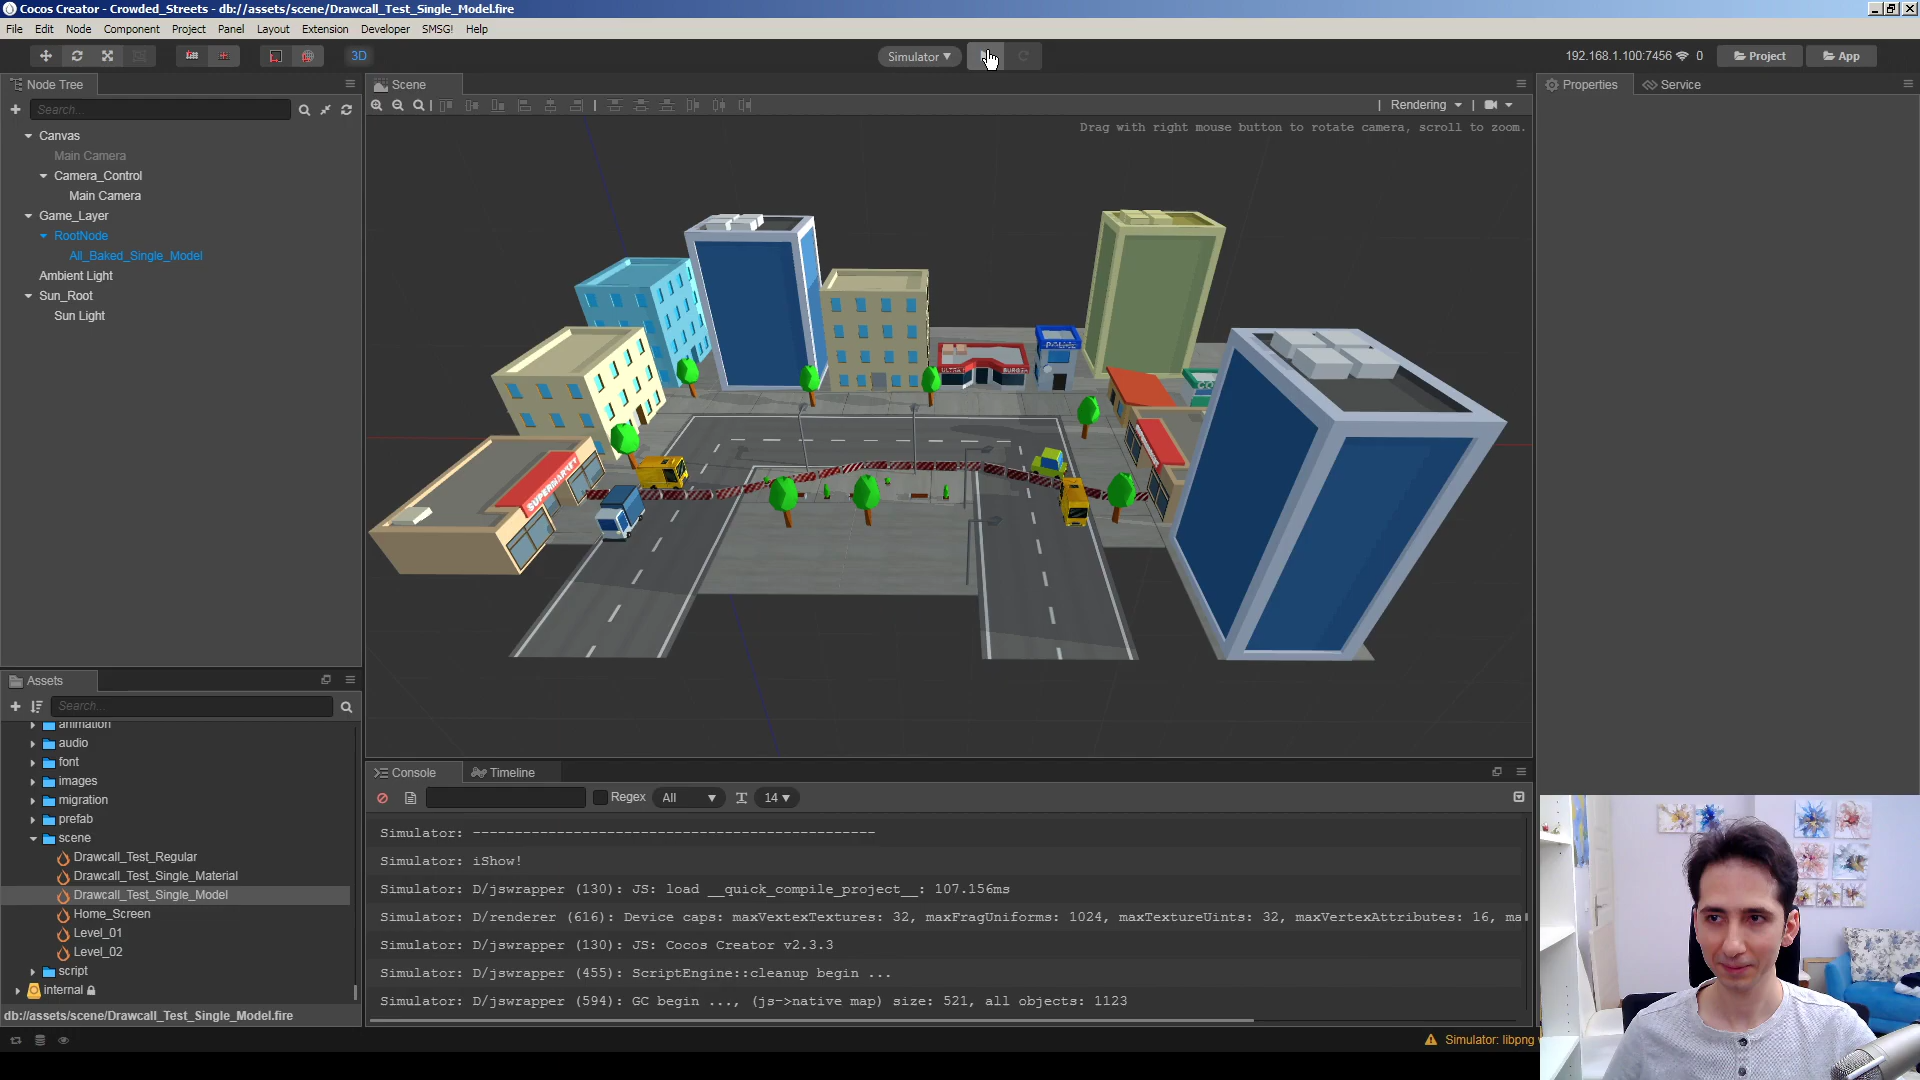 Cocos Creator - Crowded_Streets - db://assets/scene/Drawcall_Test_Single_Model.fire
File Edit Node Component Project Panel Layout Extension Developer SMSG! Help
3D
Simulator
192.168.1.100:7456 0
Project
App
Node Tree
Search...
Canvas
Main Camera
Camera_Control
Main Camera
Game_Layer
RootNode
All_Baked_Single_Model
Ambient Light
Sun_Root
Sun Light
Assets
Search...
animation
audio
font
images
migration
prefab
scene
Drawcall_Test_Regular
Drawcall_Test_Single_Material
Drawcall_Test_Single_Model
Home_Screen
Level_01
Level_02
script
internal
db://assets/scene/Drawcall_Test_Single_Model.fire
Scene
Rendering
Drag with right mouse button to rotate camera, scroll to zoom.
SUPERMARKET
ULTRA BURGER
POLICE
Properties Service
Console Timeline
Regex All 14
Simulator: ------------------------------------------------
Simulator: iShow!
Simulator: D/jswrapper (130): JS: load __quick_compile_project__: 107.156ms
Simulator: D/renderer (616): Device caps: maxVextexTextures: 32, maxFragUniforms: 1024, maxTextureUints: 32, maxVertexAttributes: 16, ma
Simulator: D/jswrapper (130): JS: Cocos Creator v2.3.3
Simulator: D/jswrapper (455): ScriptEngine::cleanup begin ...
Simulator: D/jswrapper (594): GC begin ..., (js->native map) size: 521, all objects: 1123
Simulator: libpng